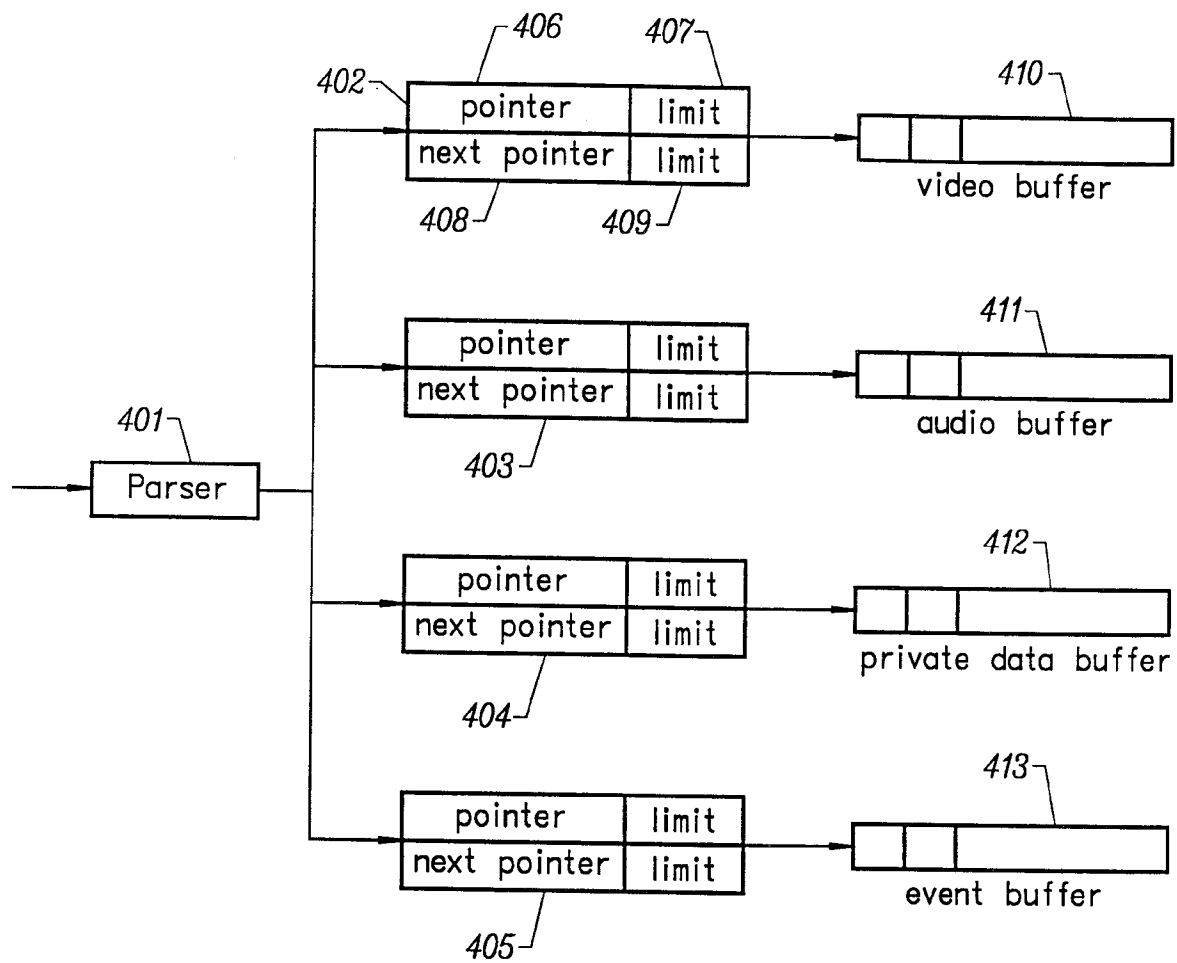 406
407
402
410
pointer limit
next pointer limit
video buffer
408
409
411
pointer limit
next pointer limit
audio buffer
401
403
Parser
412
pointer limit
next pointer limit
private data buffer
404
413
pointer limit
next pointer limit
event buffer
405